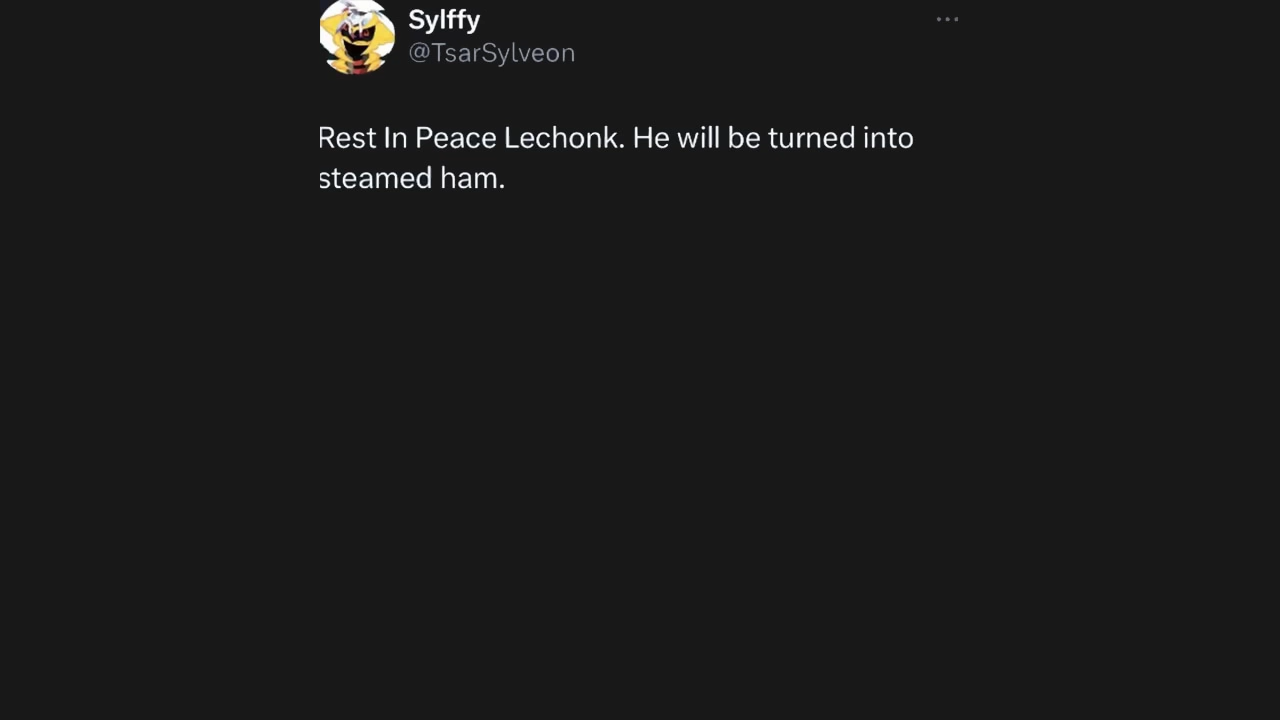 Sylffy
@TsarSylveon
Rest In Peace Lechonk. He will be turned into
steamed ham.